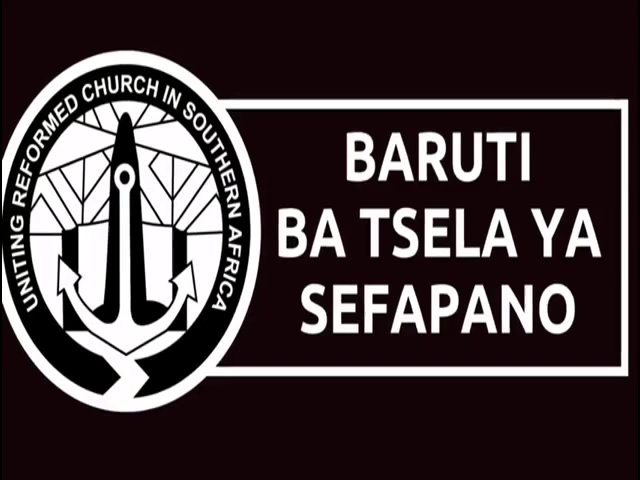 UNITING REFORMED CHURCH IN SOUTHERN AFRICA
BARUTI
BA TSELA YA
SEFAPANO